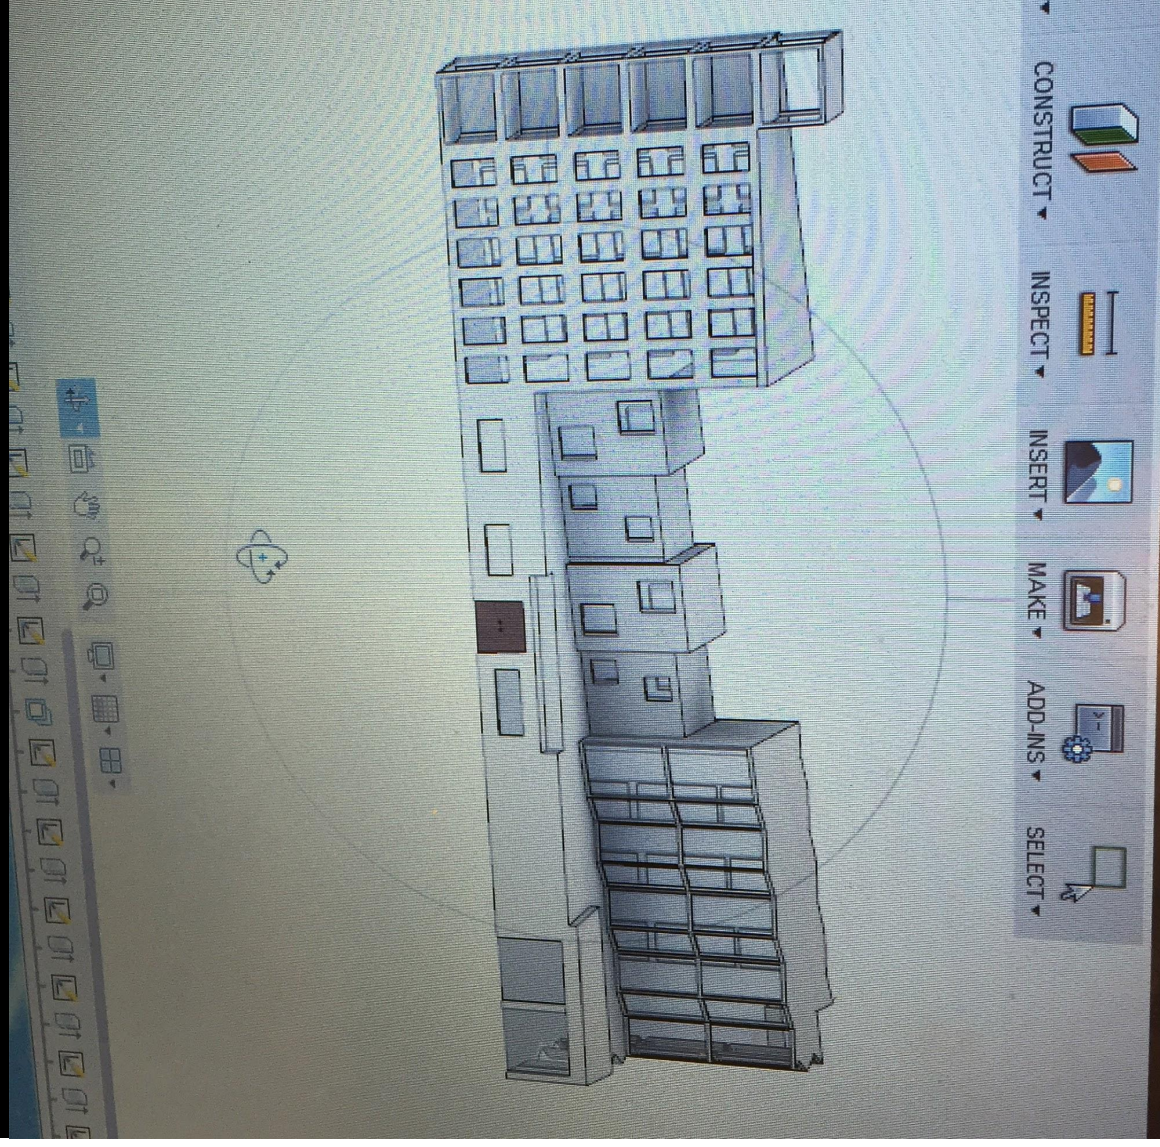 CONSTRUCT ▾
INSPECT ▾
INSERT ▾
MAKE ▾
ADD-INS ▾
SELECT ▾